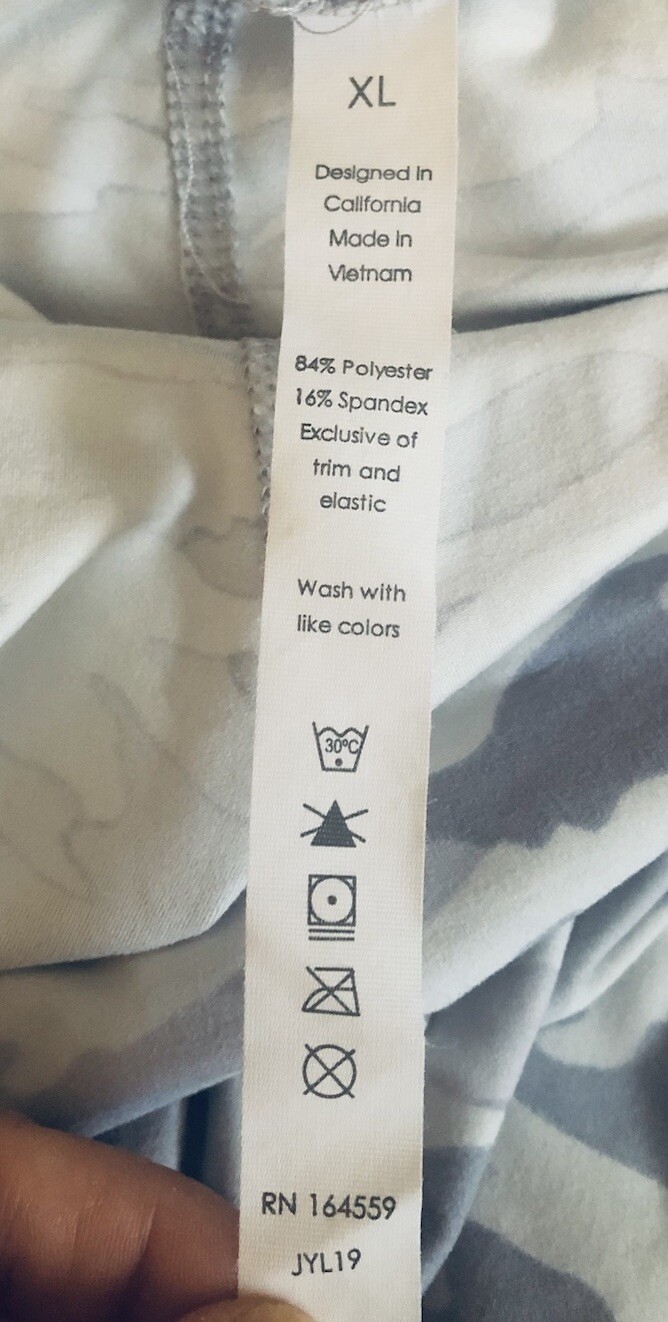 XL
Designed in
California
Made in
Vietnam
84% Polyester
16% Spandex
Exclusive of
trim and
elastic
Wash with
like colors
30°C
RN 164559
JYL19